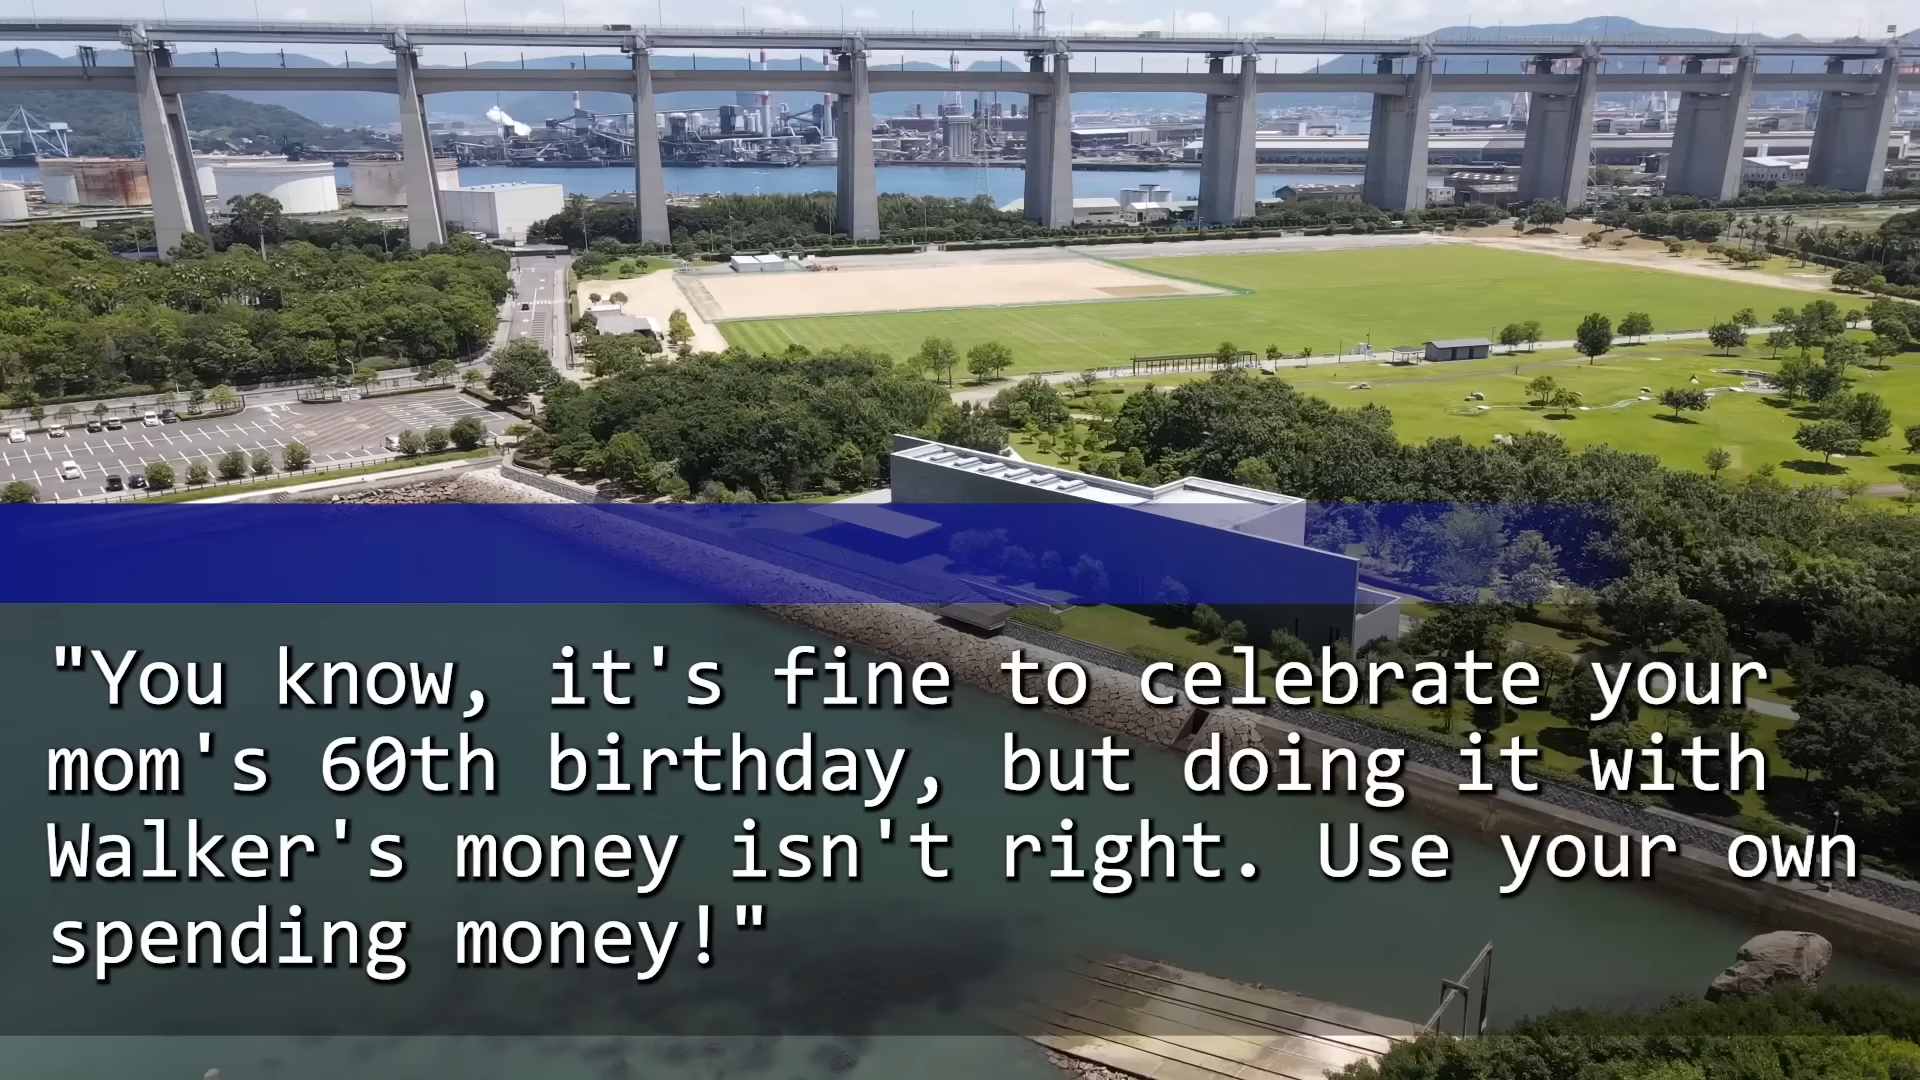 "You know, it's fine to celebrate your
mom's 60th birthday, but doing it with
Walker's money isn't right. Use your own
spending money!"